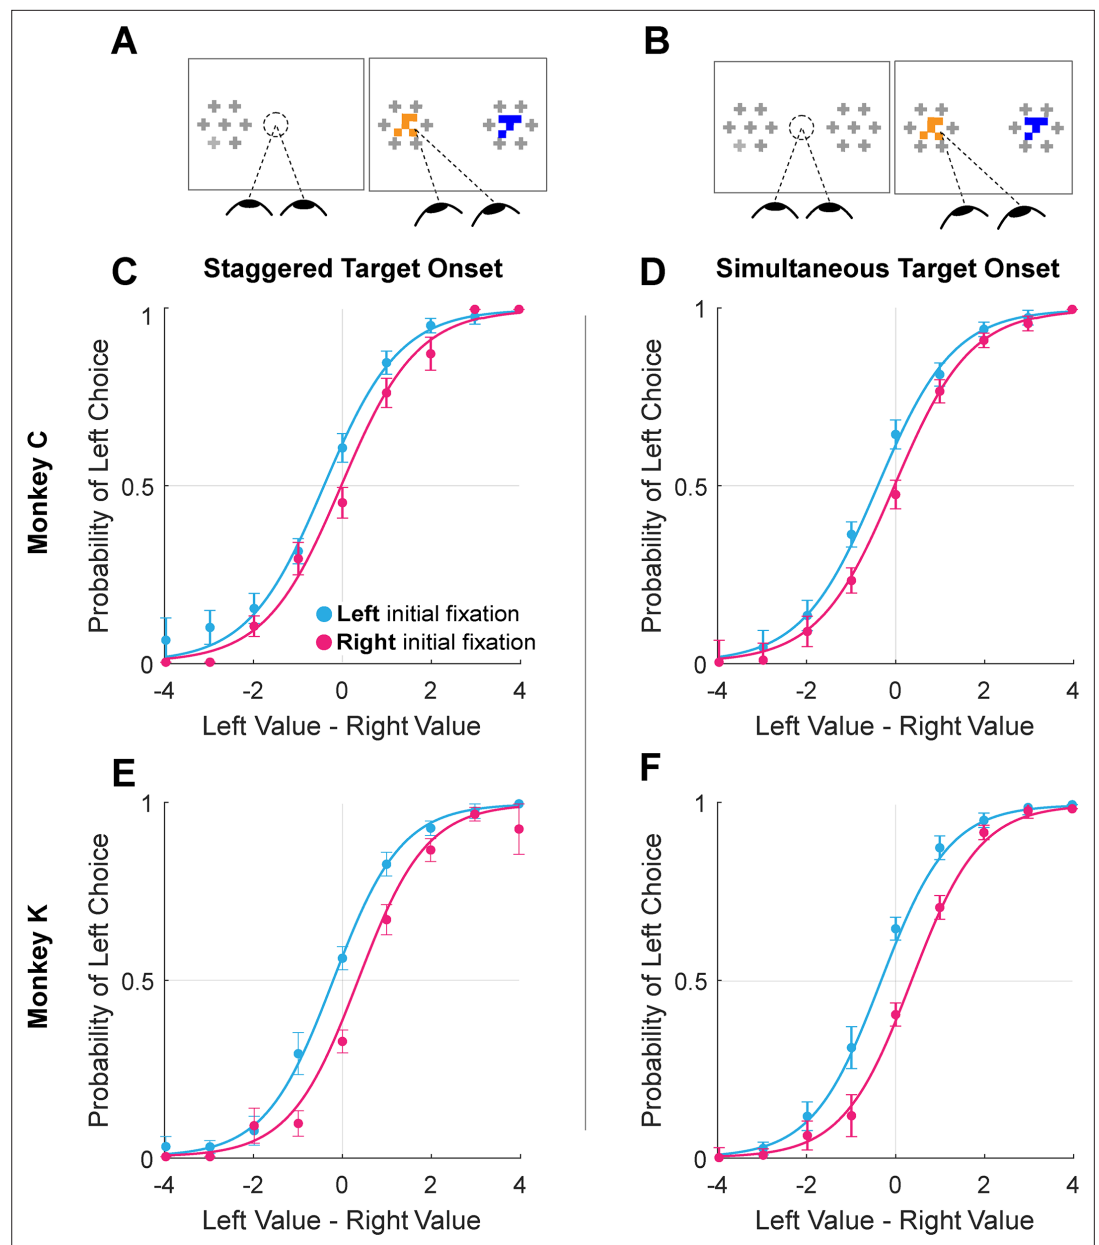 A
B
C
Staggered Target Onset
D
Simultaneous Target Onset
Monkey C
Probability of Left Choice
1
0.5
0
Left initial fixation
Right initial fixation
-4
-2
0
2
4
Left Value - Right Value
Probability of Left Choice
1
0.5
0
-4
-2
0
2
4
Left Value - Right Value
Monkey K
E
Probability of Left Choice
1
0.5
0
-4
-2
0
2
4
Left Value - Right Value
F
Probability of Left Choice
1
0.5
0
-4
-2
0
2
4
Left Value - Right Value